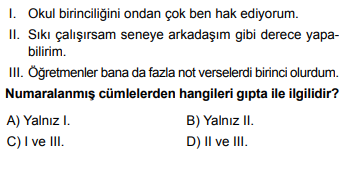 I. Okul birinciliğini ondan çok ben hak ediyorum.
II. Sıkı çalışırsam seneye arkadaşım gibi derece yapa-
bilirim.
III. Öğretmenler bana da fazla not verselerdi birinci olurdum.
Numaralanmış cümlelerden hangileri gıpta ile ilgilidir?
A) Yalnız I. B) Yalnız II.
C) I ve III. D) II ve III.